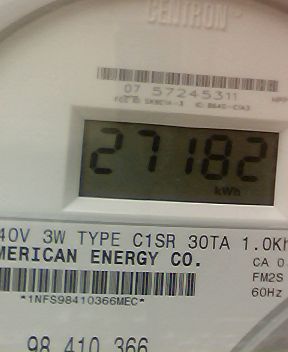 CENTRON
07 57245311
27182
kWh
40V 3W TYPE C1SR 30TA 1.0Kh
MERICAN ENERGY CO.
CA 0
FM2S
60Hz
*1NFS98410366MEC*
98 410 366